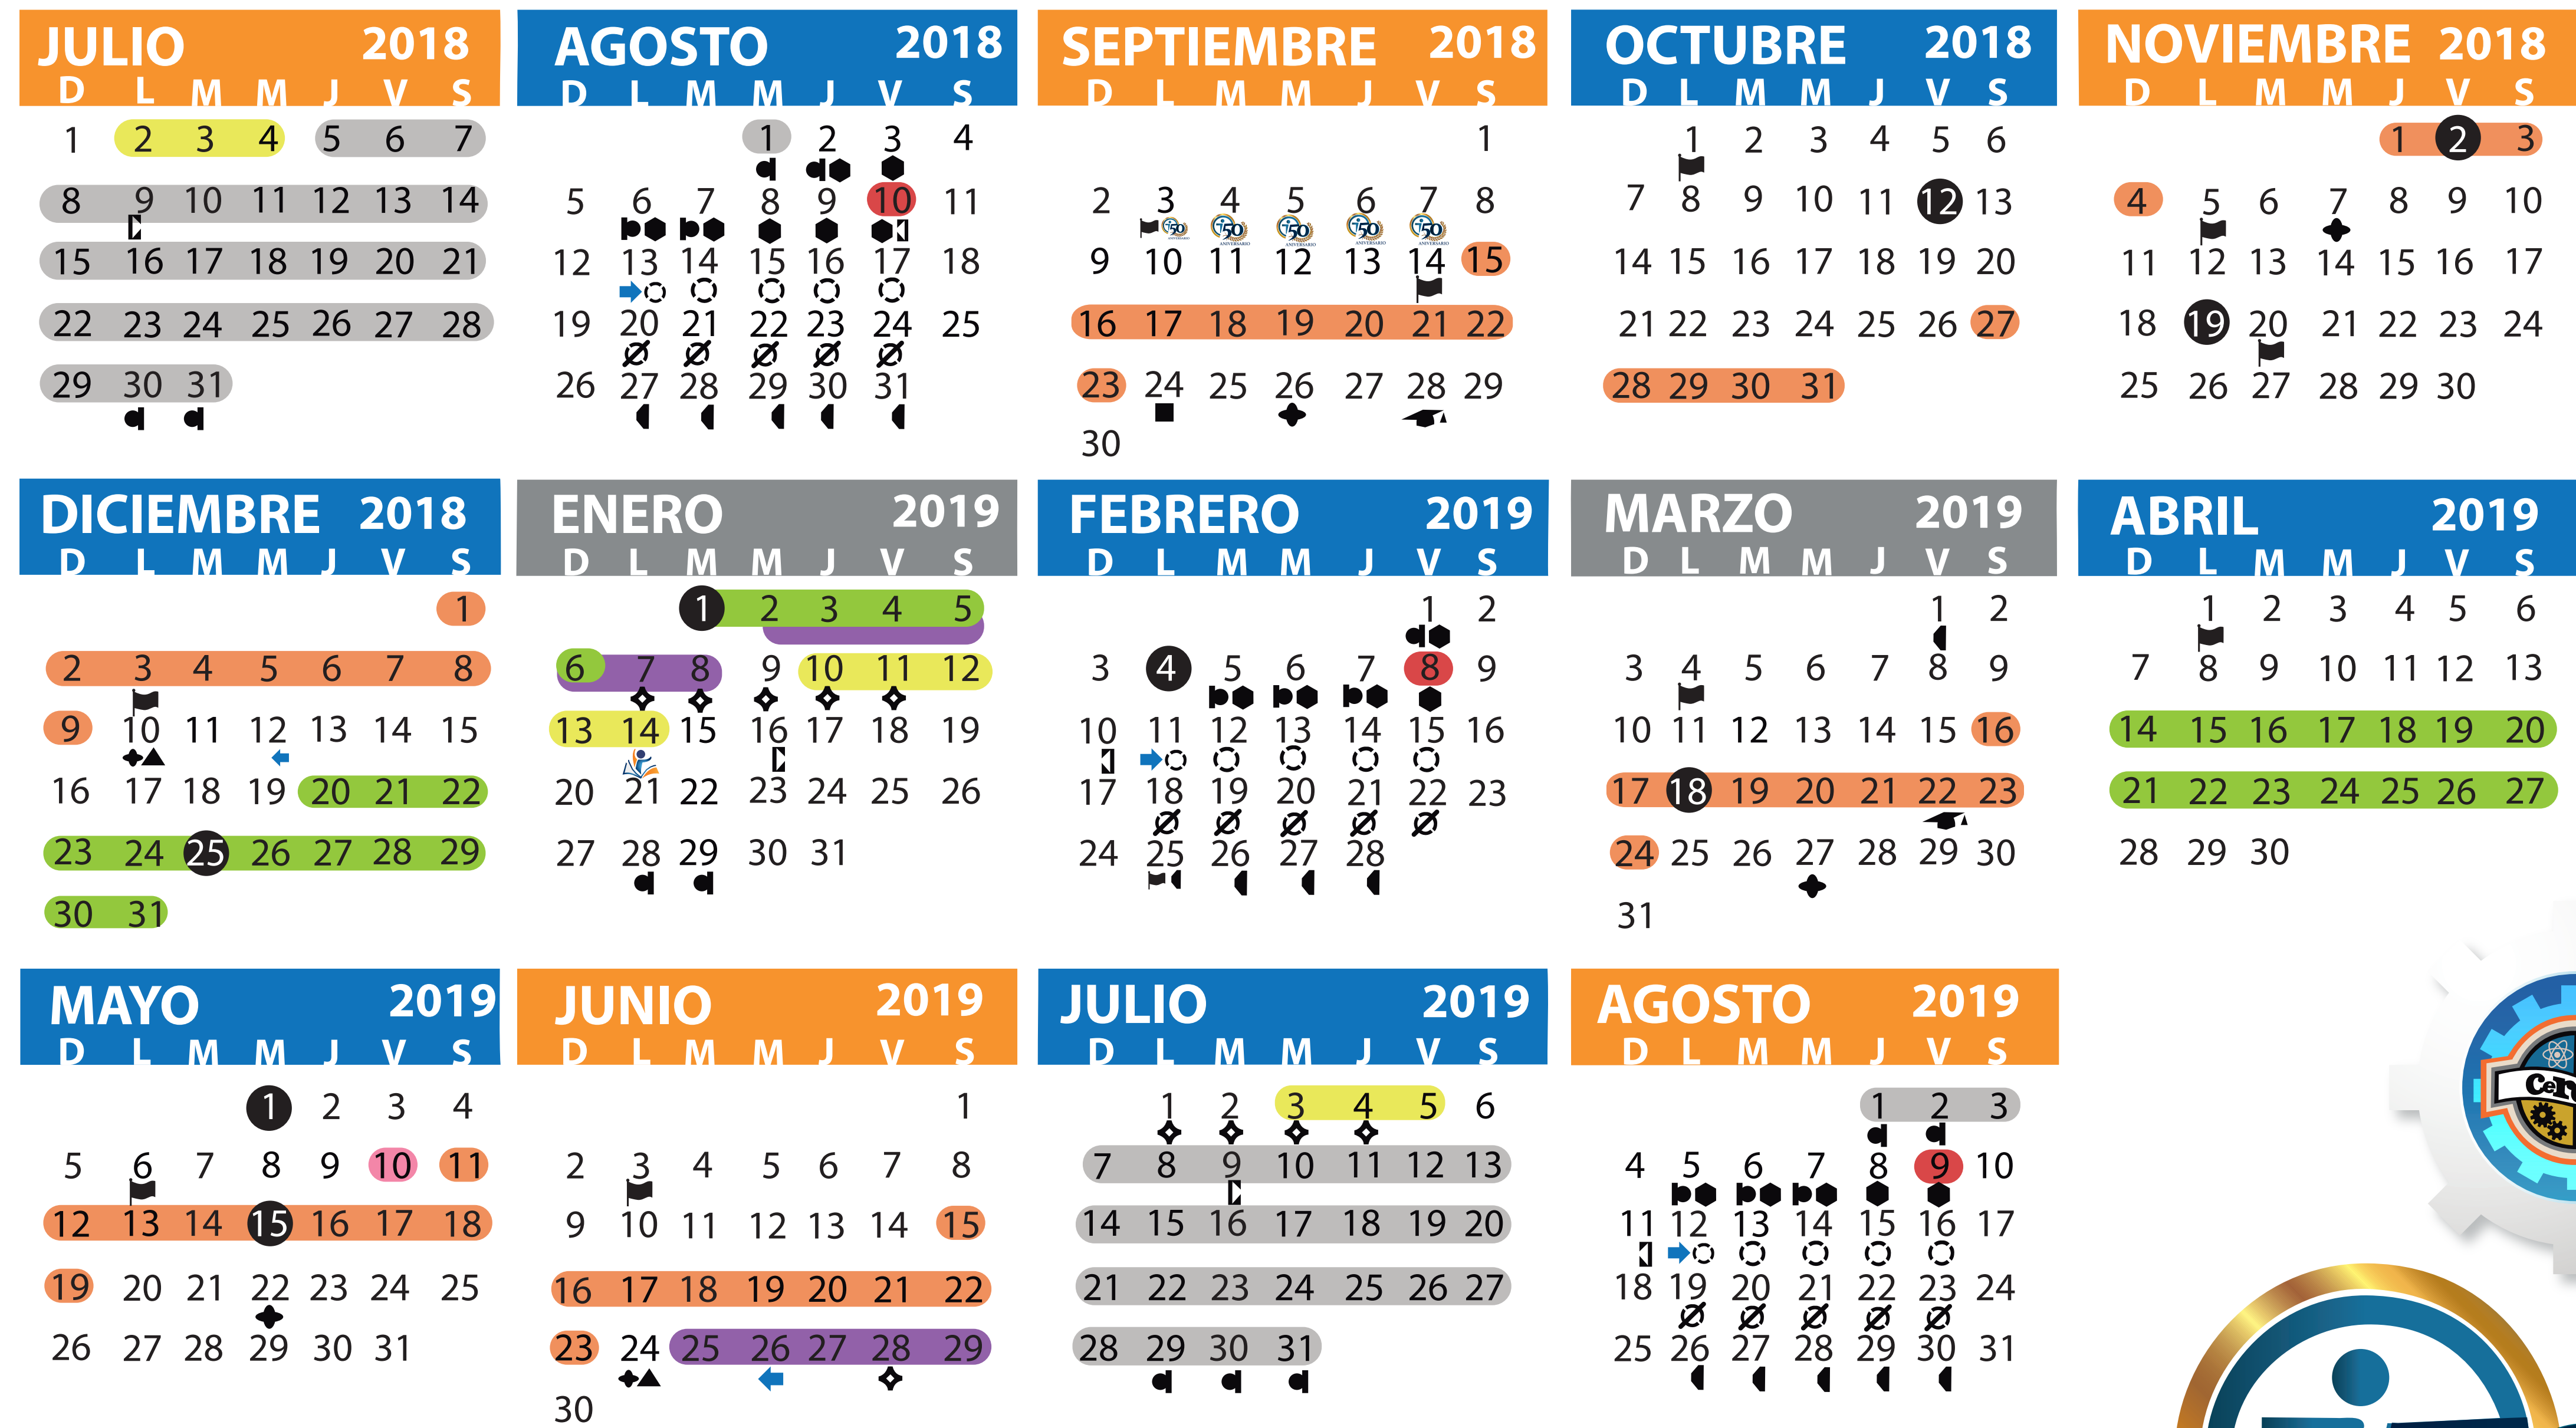 JULIO 2018
D L M M J V S
1 2 3 4 5 6 7
8 9 10 11 12 13 14
15 16 17 18 19 20 21
22 23 24 25 26 27 28
29 30 31
AGOSTO 2018
D L M M J V S
1 2 3 4
5 6 7 8 9 10 11
12 13 14 15 16 17 18
19 20 21 22 23 24 25
26 27 28 29 30 31
SEPTIEMBRE 2018
D L M M J V S
1
2 3 4 5 6 7 8
50 50 50 50 50
ANIVERSARIO ANIVERSARIO ANIVERSARIO ANIVERSARIO ANIVERSARIO
9 10 11 12 13 14 15
16 17 18 19 20 21 22
23 24 25 26 27 28 29
30
OCTUBRE 2018
D L M M J V S
1 2 3 4 5 6
7 8 9 10 11 12 13
14 15 16 17 18 19 20
21 22 23 24 25 26 27
28 29 30 31
NOVIEMBRE 2018
D L M M J V S
1 2 3
4 5 6 7 8 9 10
11 12 13 14 15 16 17
18 19 20 21 22 23 24
25 26 27 28 29 30
DICIEMBRE 2018
D L M M J V S
1
2 3 4 5 6 7 8
9 10 11 12 13 14 15
16 17 18 19 20 21 22
23 24 25 26 27 28 29
30 31
ENERO 2019
D L M M J V S
1 2 3 4 5
6 7 8 9 10 11 12
13 14 15 16 17 18 19
20 21 22 23 24 25 26
27 28 29 30 31
FEBRERO 2019
D L M M J V S
1 2
3 4 5 6 7 8 9
10 11 12 13 14 15 16
17 18 19 20 21 22 23
24 25 26 27 28
MARZO 2019
D L M M J V S
1 2
3 4 5 6 7 8 9
10 11 12 13 14 15 16
17 18 19 20 21 22 23
24 25 26 27 28 29 30
31
ABRIL 2019
D L M M J V S
1 2 3 4 5 6
7 8 9 10 11 12 13
14 15 16 17 18 19 20
21 22 23 24 25 26 27
28 29 30
MAYO 2019
D L M M J V S
1 2 3 4
5 6 7 8 9 10 11
12 13 14 15 16 17 18
19 20 21 22 23 24 25
26 27 28 29 30 31
JUNIO 2019
D L M M J V S
1
2 3 4 5 6 7 8
9 10 11 12 13 14 15
16 17 18 19 20 21 22
23 24 25 26 27 28 29
30
JULIO 2019
D L M M J V S
1 2 3 4 5 6
7 8 9 10 11 12 13
14 15 16 17 18 19 20
21 22 23 24 25 26 27
28 29 30 31
AGOSTO 2019
D L M M J V S
1 2 3
4 5 6 7 8 9 10
11 12 13 14 15 16 17
18 19 20 21 22 23 24
25 26 27 28 29 30 31